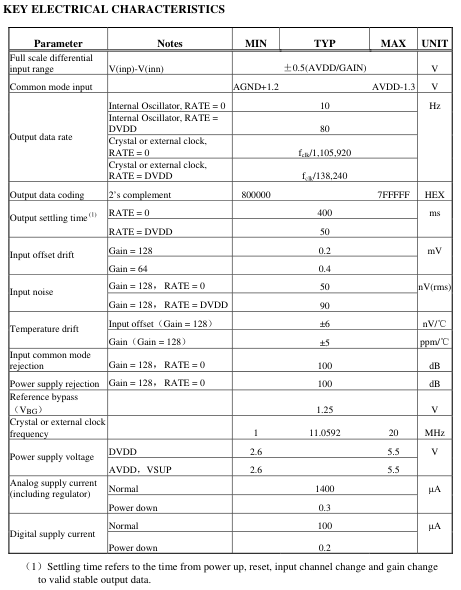 KEY ELECTRICAL CHARACTERISTICS
Parameter Notes MIN TYP MAX UNIT
Full scale differential
input range V(inp)-V(inn) ±0.5(AVDD/GAIN) V
Common mode input AGND+1.2 AVDD-1.3 V
Output data rate
Internal Oscillator, RATE = 0 10 Hz
Internal Oscillator, RATE =
DVDD 80
Crystal or external clock,
RATE = 0 fclk/1,105,920
Crystal or external clock,
RATE = DVDD fclk/138,240
Output data coding 2's complement 800000 7FFFFF HEX
Output settling time (1)
RATE = 0 400 ms
RATE = DVDD 50
Input offset drift
Gain = 128 0.2 mV
Gain = 64 0.4
Input noise
Gain = 128，RATE = 0 50 nV(rms)
Gain = 128，RATE = DVDD 90
Temperature drift
Input offset（Gain = 128） ±6 nV/℃
Gain（Gain = 128） ±5 ppm/℃
Input common mode
rejection Gain = 128，RATE = 0 100 dB
Power supply rejection Gain = 128，RATE = 0 100 dB
Reference bypass
（VBG） 1.25 V
Crystal or external clock
frequency 1 11.0592 20 MHz
Power supply voltage
DVDD 2.6 5.5 V
AVDD，VSUP 2.6 5.5
Analog supply current
(including regulator)
Normal 1400 μA
Power down 0.3
Digital supply current
Normal 100 μA
Power down 0.2
（1）Settling time refers to the time from power up, reset, input channel change and gain change
to valid stable output data.